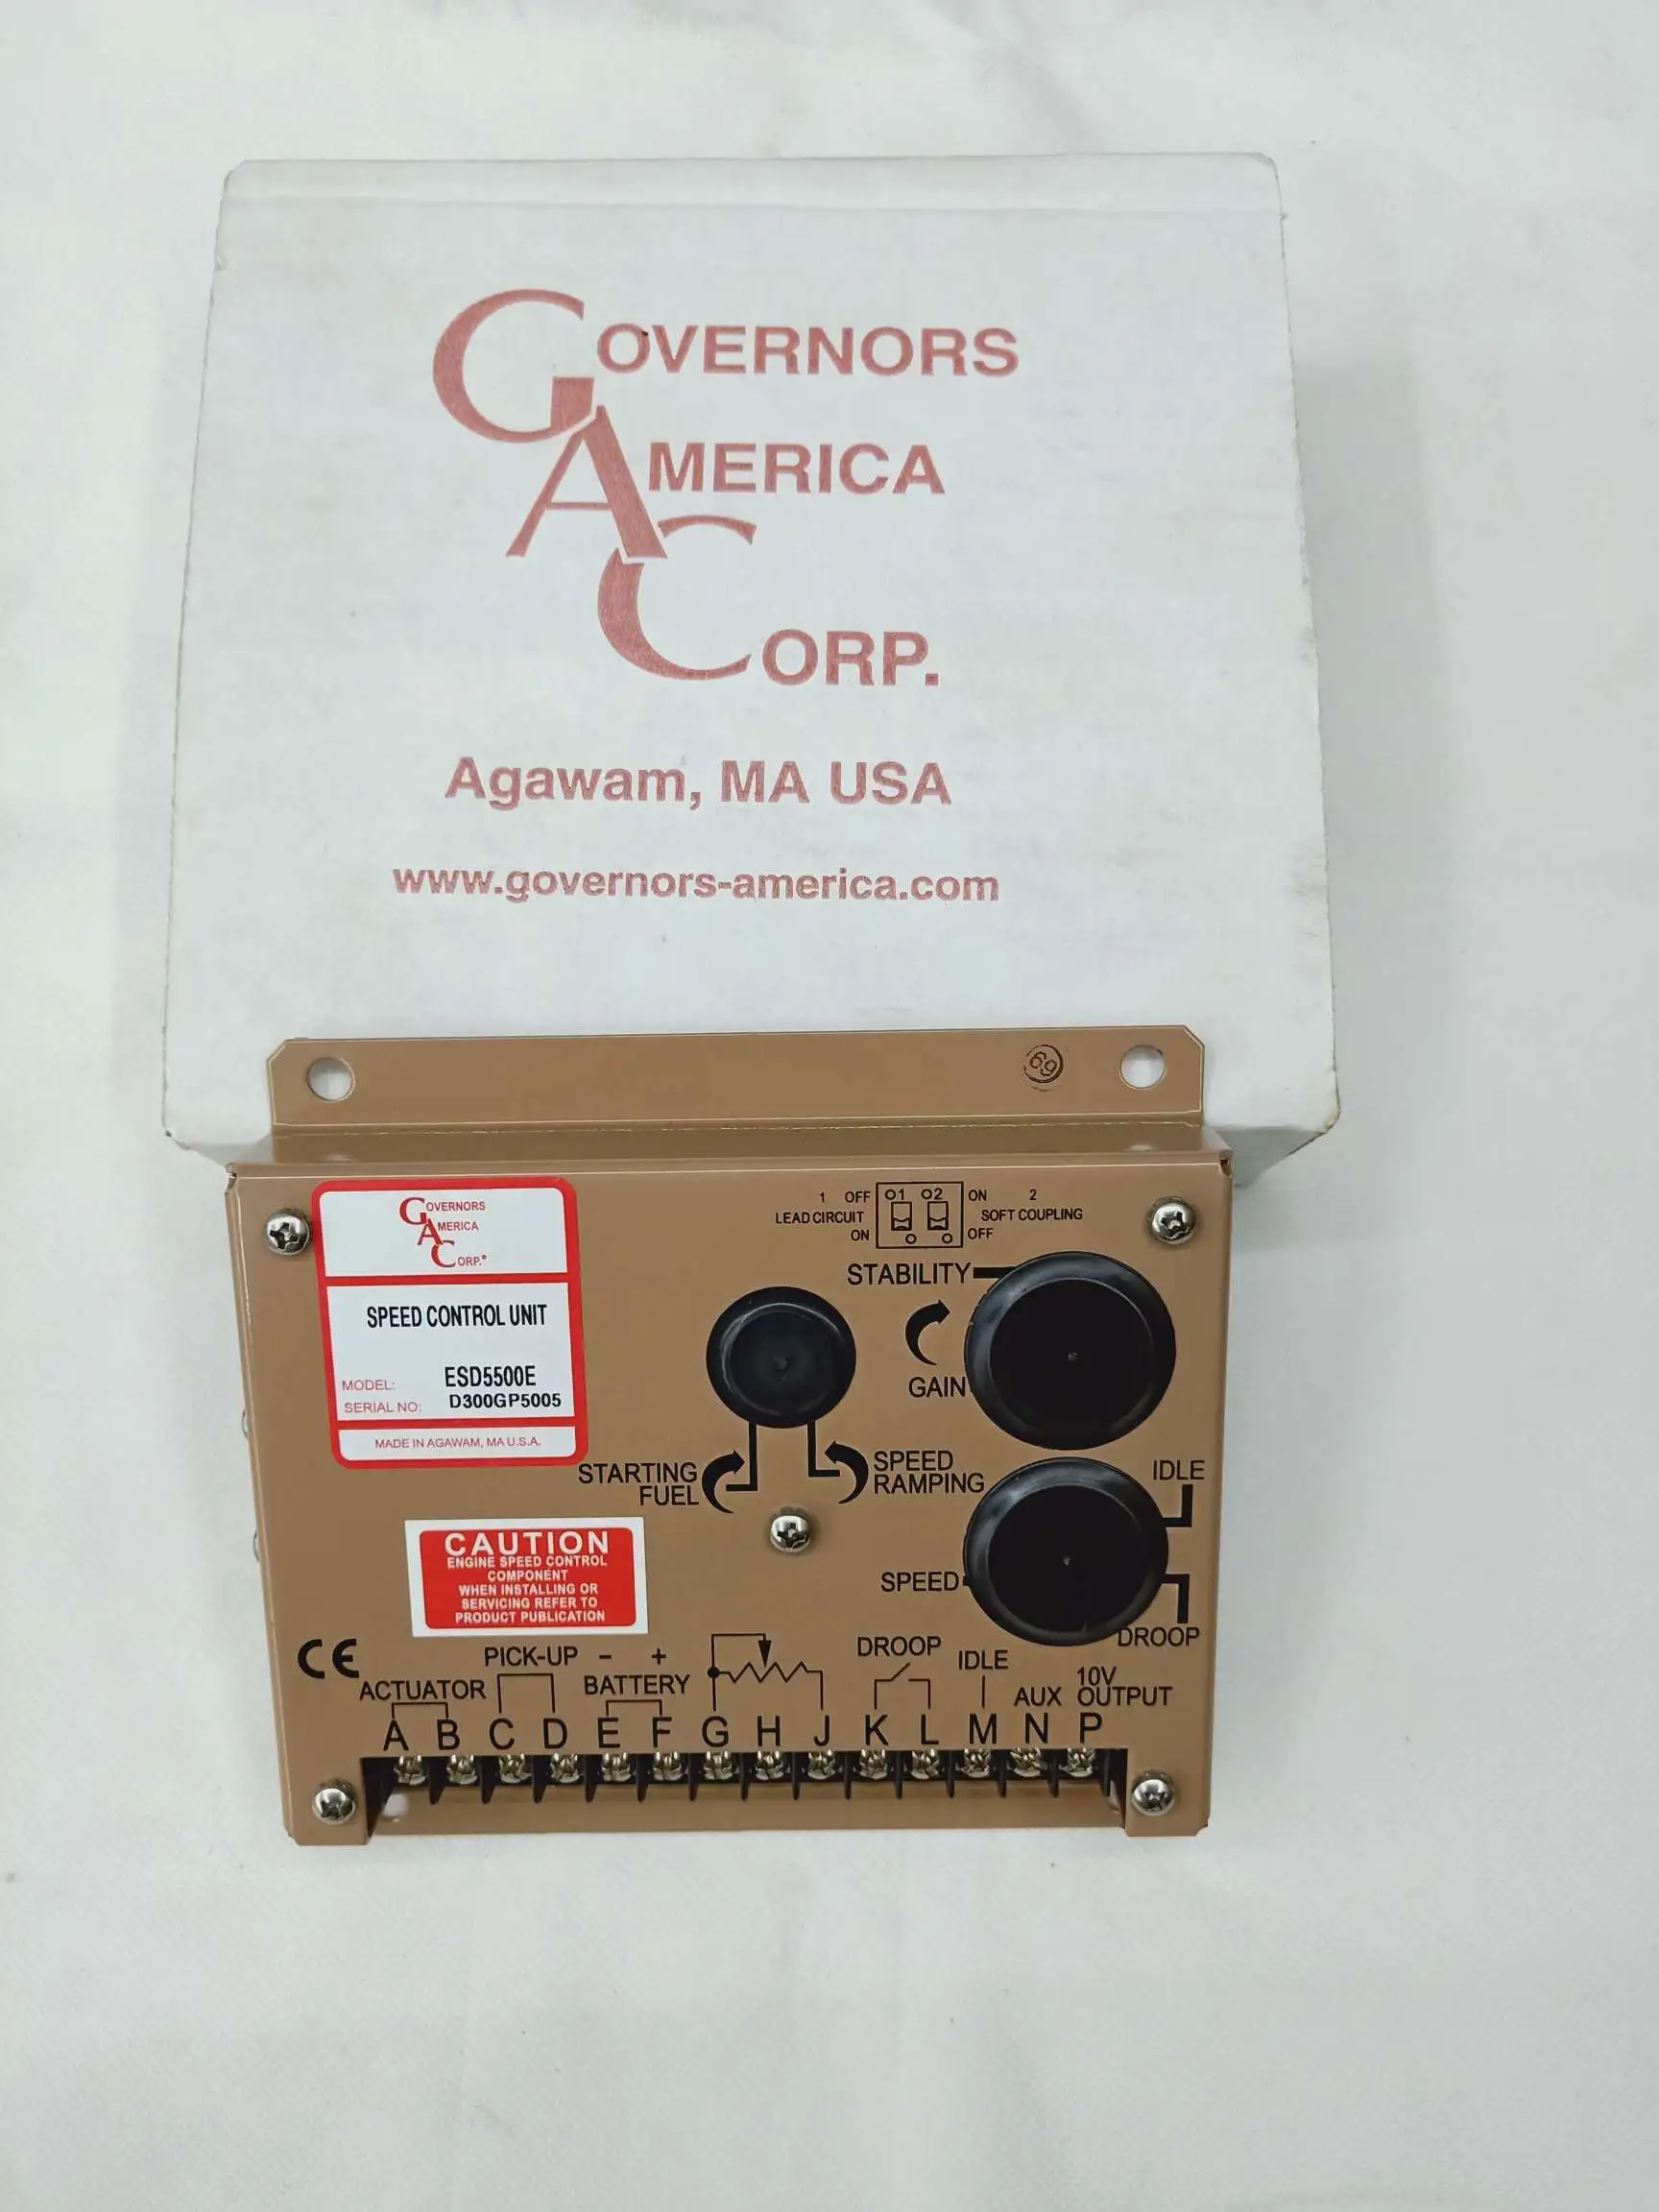 GOVERNORS
AMERICA
CORP.
Agawam, MA USA
www.governors-america.com
69
GOVERNORS
AMERICA
CORP.®
SPEED CONTROL UNIT
MODEL: ESD5500E
SERIAL NO: D300GP5005
MADE IN AGAWAM, MA U.S.A.
1 OFF 1 2 ON 2
LEAD CIRCUIT SOFT COUPLING
ON OFF
STABILITY
GAIN
STARTING
FUEL
SPEED
RAMPING
IDLE
SPEED
DROOP
CAUTION
ENGINE SPEED CONTROL
COMPONENT
WHEN INSTALLING OR
SERVICING REFER TO
PRODUCT PUBLICATION
CE
PICK-UP - +
ACTUATOR BATTERY
DROOP IDLE
AUX 10V
OUTPUT
A B C D E F G H J K L M N P